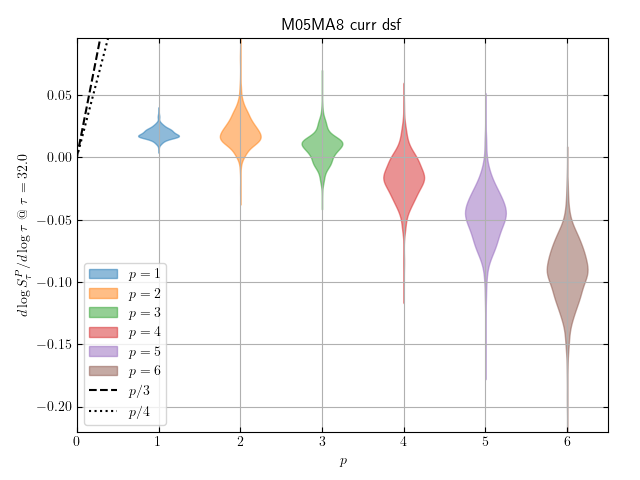 M05MA8 curr dsf
d log S_τ^P / d log τ @ τ = 32.0
0.05
0.00
−0.05
−0.10
−0.15
−0.20
p = 1
p = 2
p = 3
p = 4
p = 5
p = 6
p/3
p/4
0 1 2 3 4 5 6
p